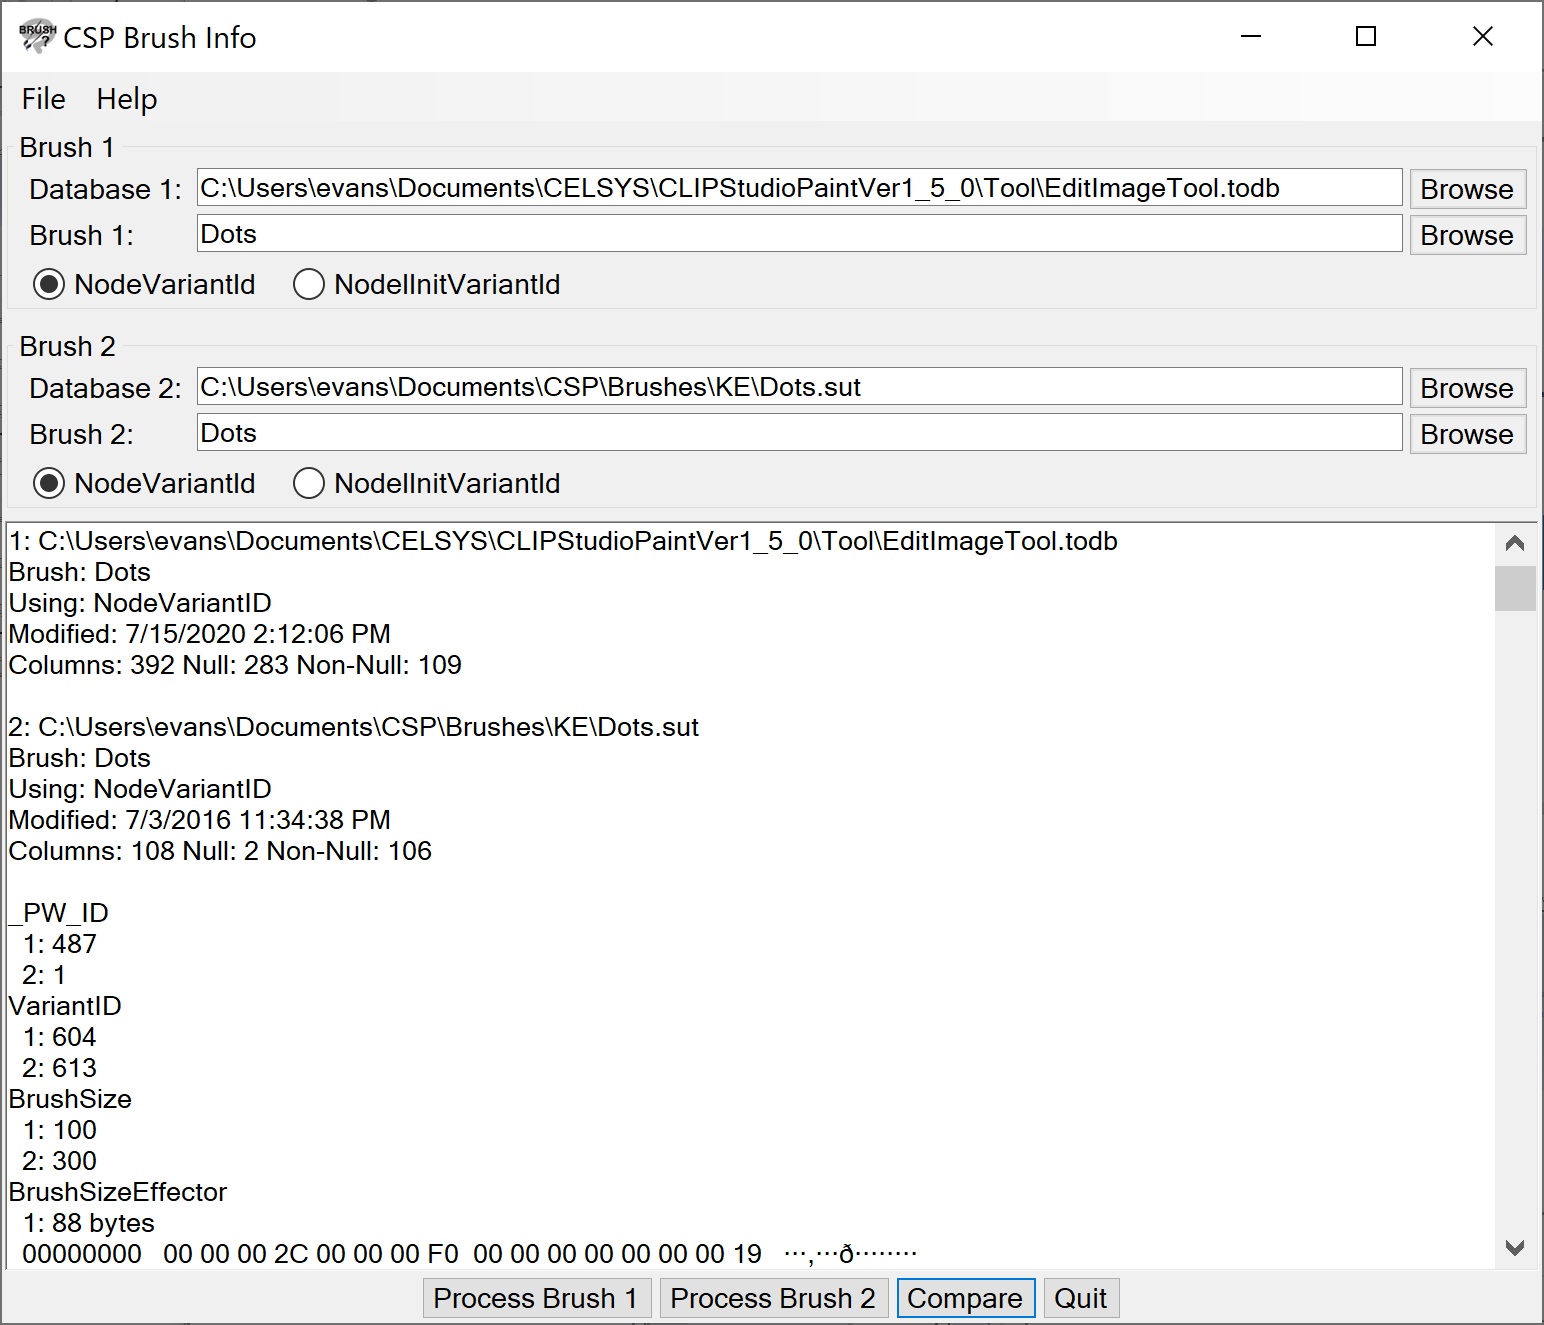 BRUSH ? CSP Brush Info
File Help
Brush 1
Database 1: C:\Users\evans\Documents\CELSYS\CLIPStudioPaintVer1_5_0\Tool\EditImageTool.todb Browse
Brush 1: Dots Browse
NodeVariantId NodeIInitVariantId
Brush 2
Database 2: C:\Users\evans\Documents\CSP\Brushes\KE\Dots.sut Browse
Brush 2: Dots Browse
NodeVariantId NodeIInitVariantId
1: C:\Users\evans\Documents\CELSYS\CLIPStudioPaintVer1_5_0\Tool\EditImageTool.todb
Brush: Dots
Using: NodeVariantID
Modified: 7/15/2020 2:12:06 PM
Columns: 392 Null: 283 Non-Null: 109
2: C:\Users\evans\Documents\CSP\Brushes\KE\Dots.sut
Brush: Dots
Using: NodeVariantID
Modified: 7/3/2016 11:34:38 PM
Columns: 108 Null: 2 Non-Null: 106
_PW_ID
1: 487
2: 1
VariantID
1: 604
2: 613
BrushSize
1: 100
2: 300
BrushSizeEffector
1: 88 bytes
00000000 00 00 00 2C 00 00 00 F0 00 00 00 00 00 00 00 19 ···,···ð········
Process Brush 1 Process Brush 2 Compare Quit